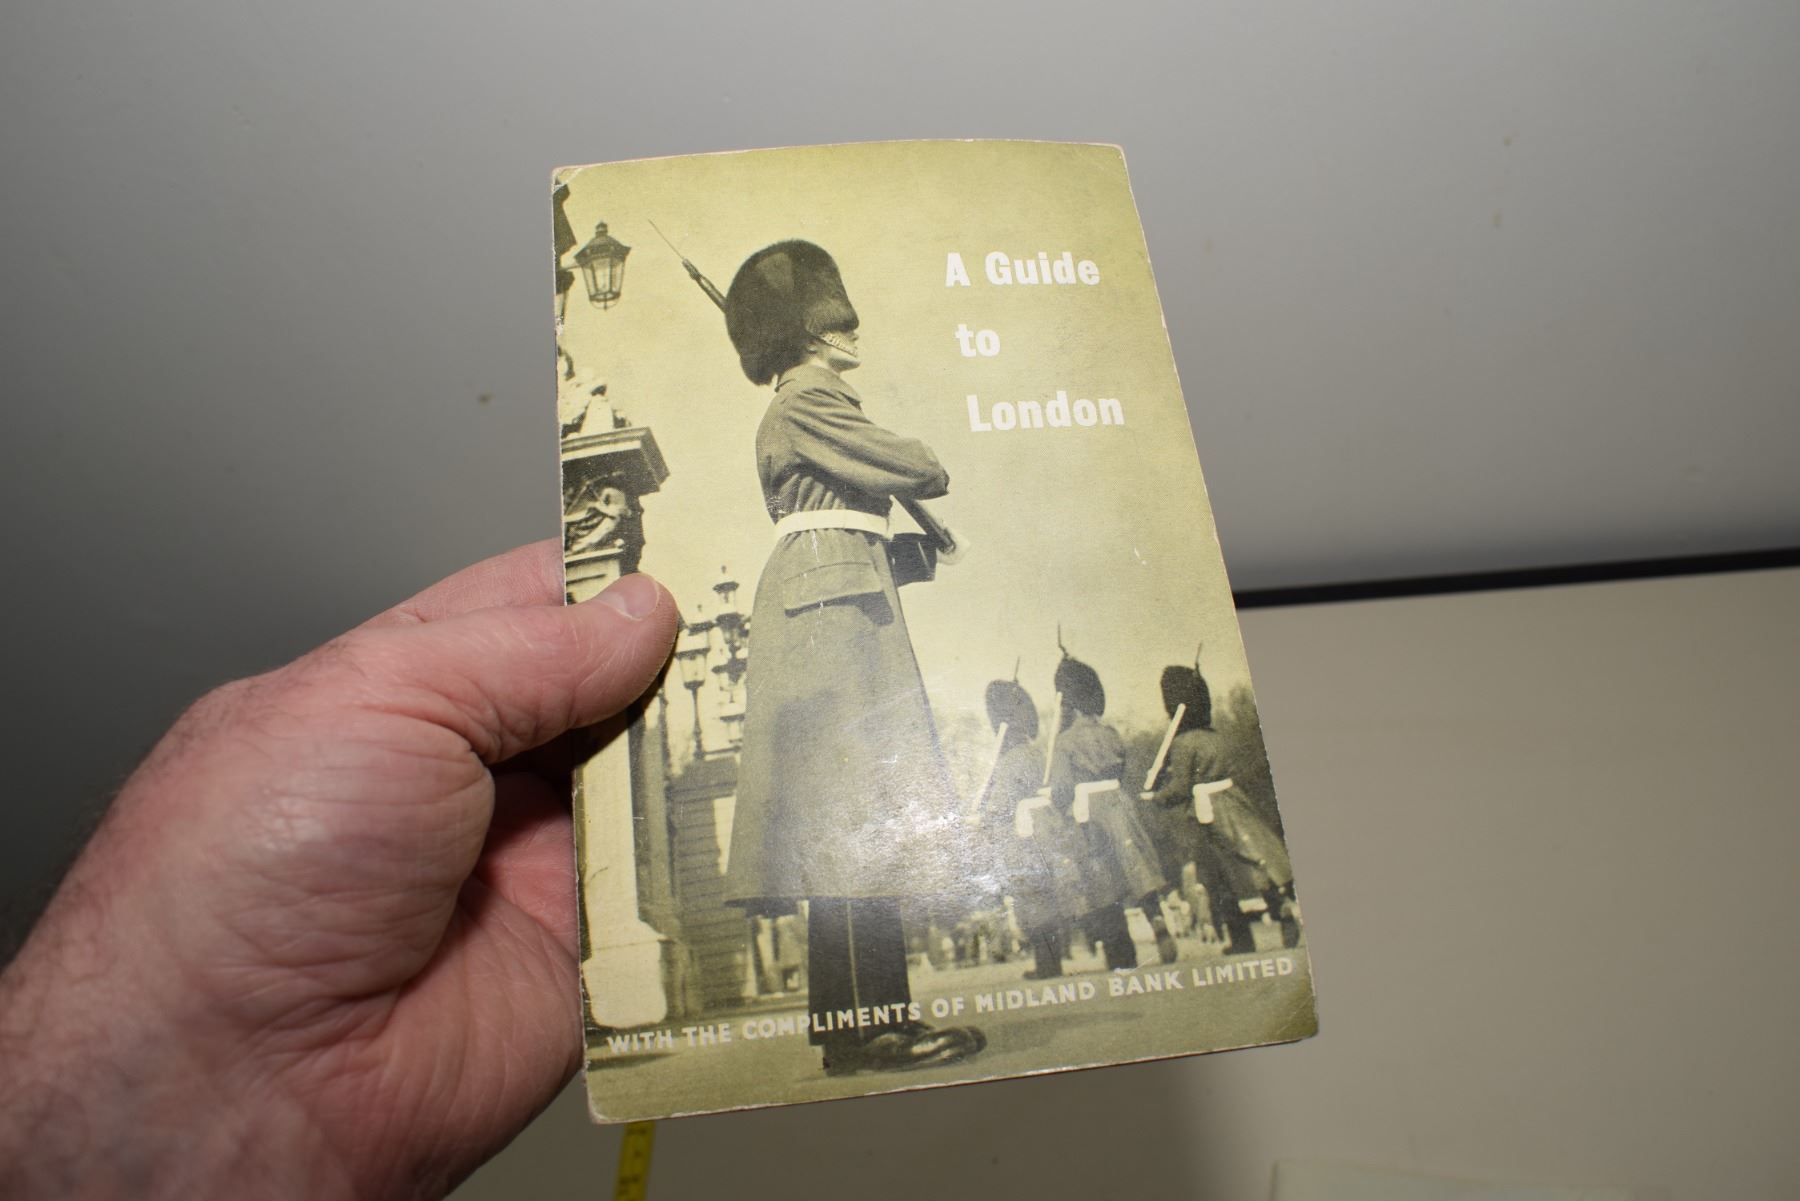 A Guide
to
London
WITH THE COMPLIMENTS OF MIDLAND BANK LIMITED